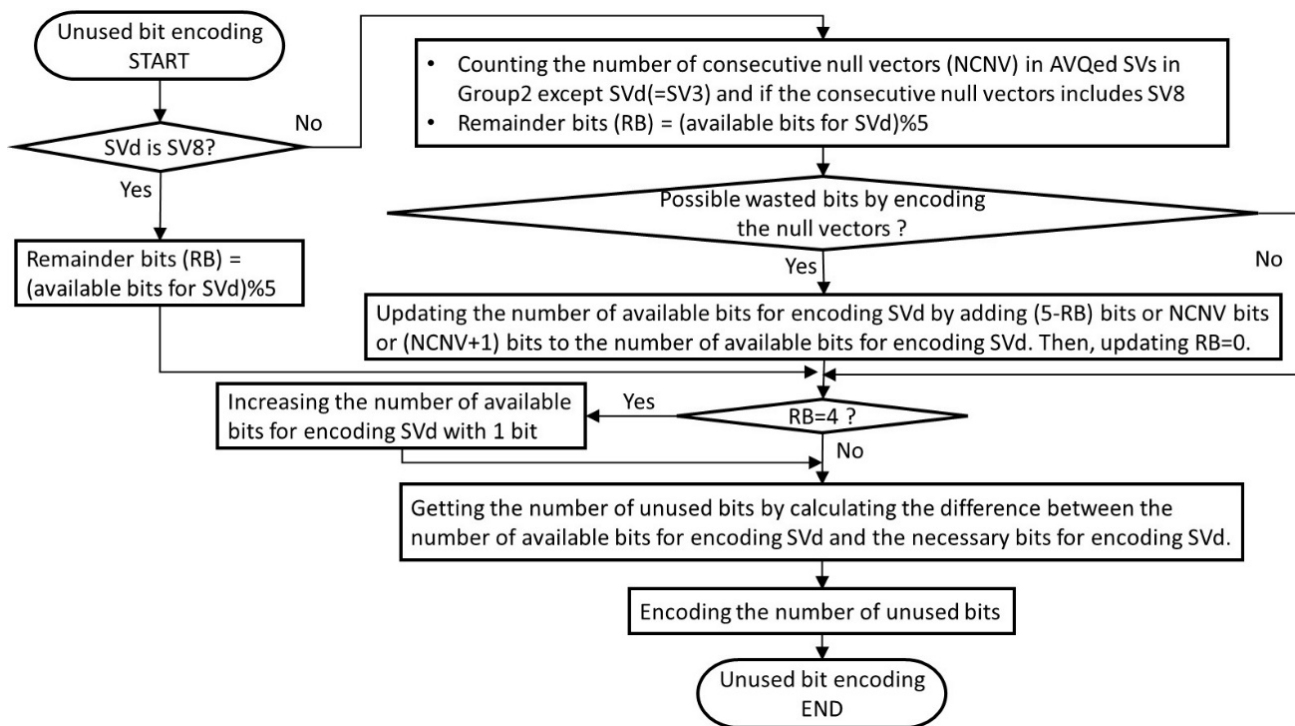 Unused bit encoding
START
SVd is SV8?
No
Yes
Remainder bits (RB) =
(available bits for SVd)%5
• Counting the number of consecutive null vectors (NCNV) in AVQed SVs in
Group2 except SVd(=SV3) and if the consecutive null vectors includes SV8
• Remainder bits (RB) = (available bits for SVd)%5
Possible wasted bits by encoding
the null vectors ?
Yes
No
Updating the number of available bits for encoding SVd by adding (5-RB) bits or NCNV bits
or (NCNV+1) bits to the number of available bits for encoding SVd. Then, updating RB=0.
RB=4 ?
Yes
Increasing the number of available
bits for encoding SVd with 1 bit
No
Getting the number of unused bits by calculating the difference between the
number of available bits for encoding SVd and the necessary bits for encoding SVd.
Encoding the number of unused bits
Unused bit encoding
END